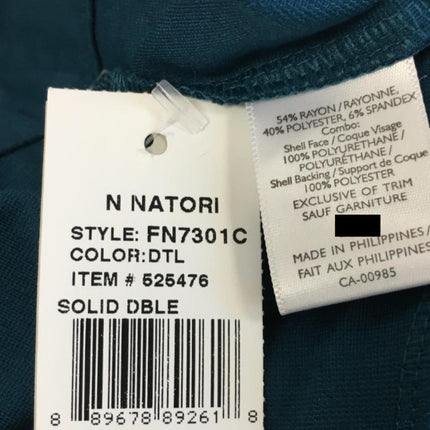 N NATORI
STYLE: FN7301C
COLOR:DTL
ITEM # 525476
SOLID DBLE
8 89678 89261 8
54% RAYON / RAYONNE,
40% POLYESTER, 6% SPANDEX
Combo:
Shell Face / Coque Visage
100% POLYURETHANE /
POLYURÉTHANE /
Shell Backing / Support de Coque
100% POLYESTER
EXCLUSIVE OF TRIM
SAUF GARNITURE
MADE IN PHILIPPINES/
FAIT AUX PHILIPPINES
CA-00985